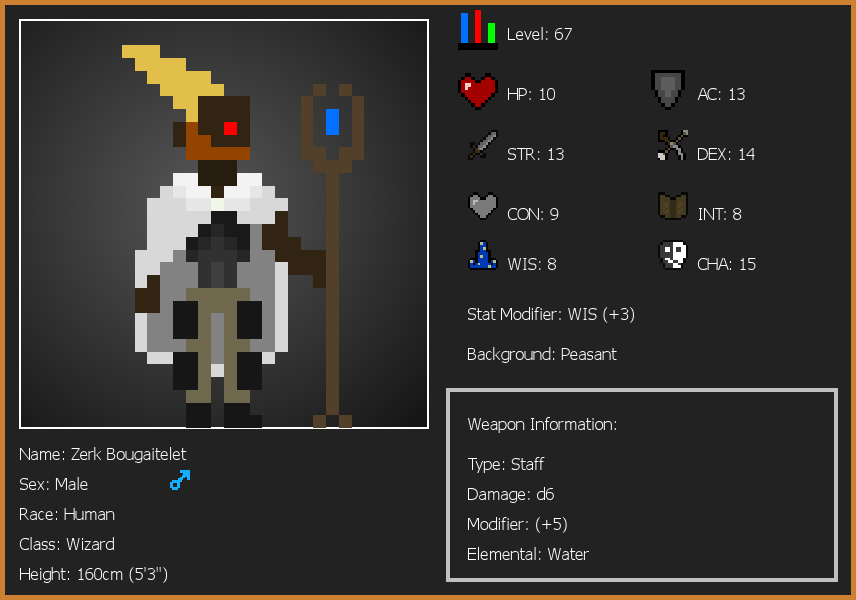 Level: 67
HP: 10
AC: 13
STR: 13
DEX: 14
CON: 9
INT: 8
WIS: 8
CHA: 15
Stat Modifier: WIS (+3)
Background: Peasant
Weapon Information:
Type: Staff
Damage: d6
Modifier: (+5)
Elemental: Water
Name: Zerk Bougaitelet
Sex: Male
Race: Human
Class: Wizard
Height: 160cm (5'3")